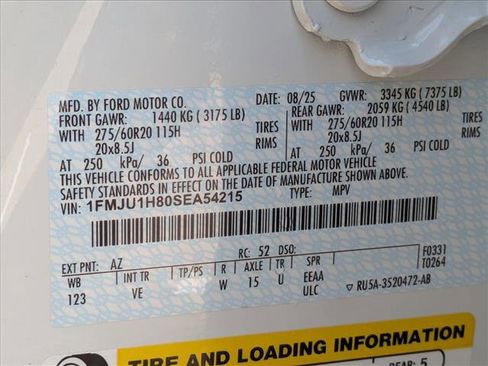 MFD. BY FORD MOTOR CO.
DATE: 08/25 GVWR: 3345 KG ( 7375 LB)
FRONT GAWR: 1440 KG ( 3175 LB)
REAR GAWR: 2059 KG ( 4540 LB)
WITH 275/60R20 115H TIRES
WITH 275/60R20 115H TIRES
20x8.5J RIMS
20x8.5J RIMS
AT 250 kPa/ 36 PSI COLD
AT 250 kPa/ 36 PSI COLD
THIS VEHICLE CONFORMS TO ALL APPLICABLE FEDERAL MOTOR VEHICLE
SAFETY STANDARDS IN EFFECT ON THE DATE OF MANUFACTURE SHOWN ABOVE.
VIN: 1FMJU1H80SEA54215 TYPE: MPV
F0331
T0264
EXT PNT: AZ RC: 52 DSO:
WB INT TR TP/PS R AXLE TR SPR
123 VE W 15 U EEAA
ULC
RU5A-3520472-AB
TIRE AND LOADING INFORMATION
REAR: 5